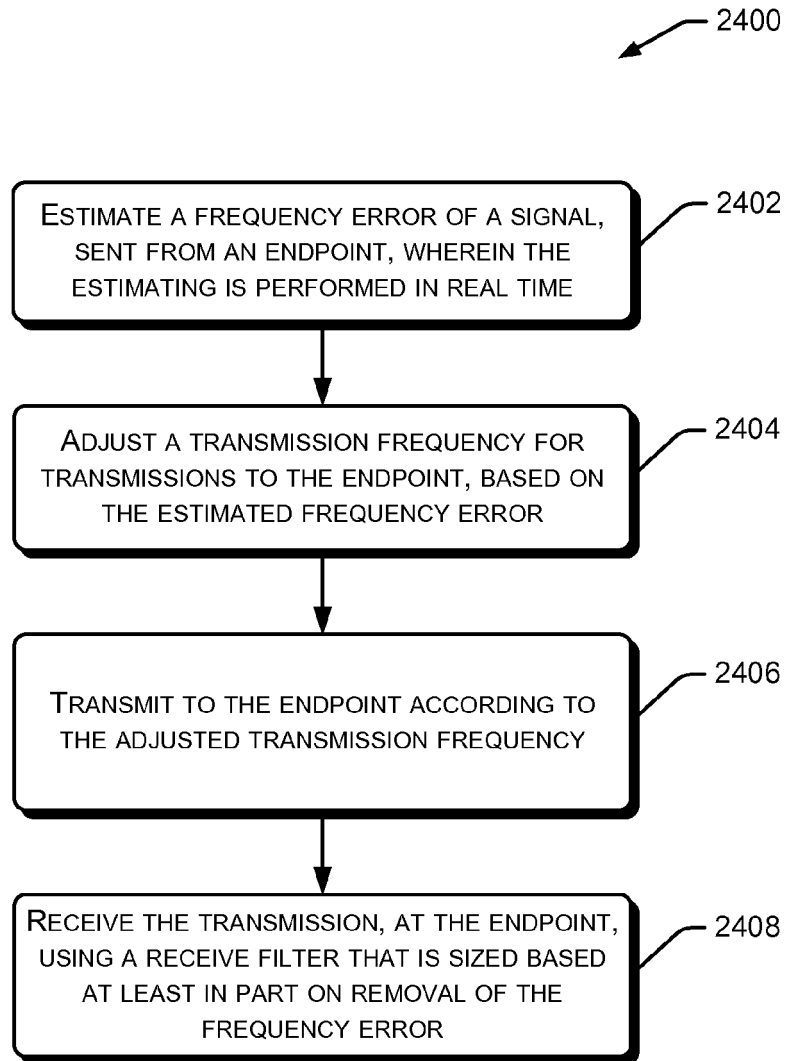 2400
ESTIMATE A FREQUENCY ERROR OF A SIGNAL,
SENT FROM AN ENDPOINT, WHEREIN THE
ESTIMATING IS PERFORMED IN REAL TIME
2402
ADJUST A TRANSMISSION FREQUENCY FOR
TRANSMISSIONS TO THE ENDPOINT, BASED ON
THE ESTIMATED FREQUENCY ERROR
2404
TRANSMIT TO THE ENDPOINT ACCORDING TO
THE ADJUSTED TRANSMISSION FREQUENCY
2406
RECEIVE THE TRANSMISSION, AT THE ENDPOINT,
USING A RECEIVE FILTER THAT IS SIZED BASED
AT LEAST IN PART ON REMOVAL OF THE
FREQUENCY ERROR
2408